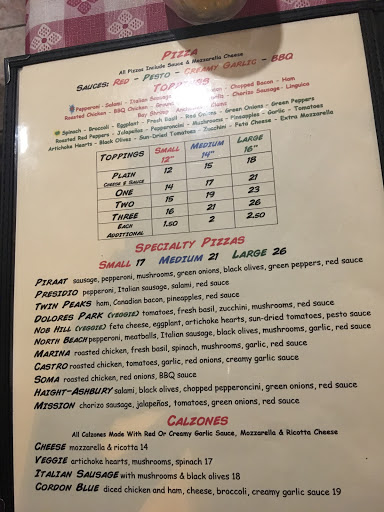 Pizza
All Pizzas Include Sauce & Mozzarella Cheese
Sauces: Red - Pesto - Creamy Garlic - BBQ
Toppings
Pepperoni - Salami - Italian Sausage - Chopped Bacon - Ham
Roasted Chicken - BBQ Chicken - Ground - Chorizo Sausage - Linguica
Bay Shrimp - Clams
Spinach - Broccoli - Eggplant - Fresh Basil - Red Onions - Green Onions - Green Peppers
Roasted Red Peppers - Jalapeños - Pepperoncini - Mushrooms - Pineapples - Garlic - Tomatoes
Artichoke Hearts - Black Olives - Sun-Dried Tomatoes - Zucchini - Feta Cheese - Extra Mozzarella
Toppings Small 12" Medium 14" Large 16"
Plain Cheese & Sauce 12 15 18
One 14 17 21
Two 15 19 23
Three 16 21 26
Each Additional 1.50 2 2.50
Specialty Pizzas
Small 17 Medium 21 Large 26
Piraat sausage, pepperoni, mushrooms, green onions, black olives, green peppers, red sauce
Presidio pepperoni, Italian sausage, salami, red sauce
Twin Peaks ham, Canadian bacon, pineapples, red sauce
Dolores Park (veggie) tomatoes, fresh basil, zucchini, mushrooms, red sauce
Nob Hill (veggie) feta cheese, eggplant, artichoke hearts, sun-dried tomatoes, pesto sauce
North Beach pepperoni, meatballs, Italian sausage, black olives, mushrooms, garlic, red sauce
Marina roasted chicken, fresh basil, spinach, mushrooms, garlic, red sauce
Castro roasted chicken, tomatoes, garlic, red onions, creamy garlic sauce
Soma roasted chicken, red onions, BBQ sauce
Haight-Ashbury salami, black olives, chopped pepperoncini, green onions, red sauce
Mission chorizo sausage, jalapeños, tomatoes, green onions, red sauce
Calzones
All Calzones Made With Red Or Creamy Garlic Sauce, Mozzarella & Ricotta Cheese
Cheese mozzarella & ricotta 14
Veggie artichoke hearts, mushrooms, spinach 17
Italian Sausage with mushrooms & black olives 18
Cordon Blue diced chicken and ham, cheese, broccoli, creamy garlic sauce 19